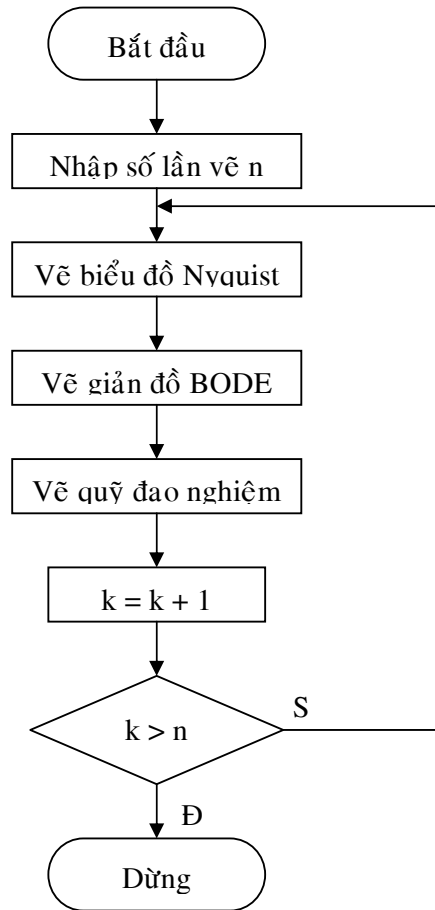 Bắt đầu
Nhập số lần vẽ n
Vẽ biểu đồ Nyquist
Vẽ giản đồ BODE
Vẽ quỹ đạo nghiệm
k = k + 1
k > n
S
Đ
Dừng